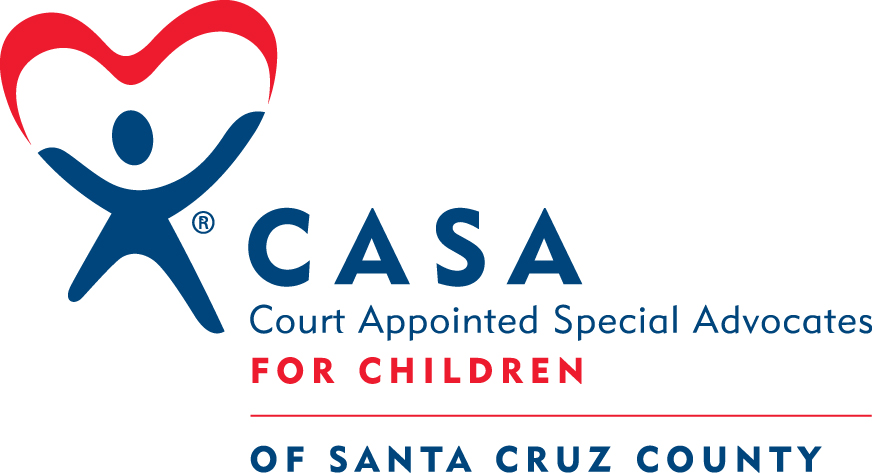 ® CASA
Court Appointed Special Advocates
FOR CHILDREN
OF SANTA CRUZ COUNTY